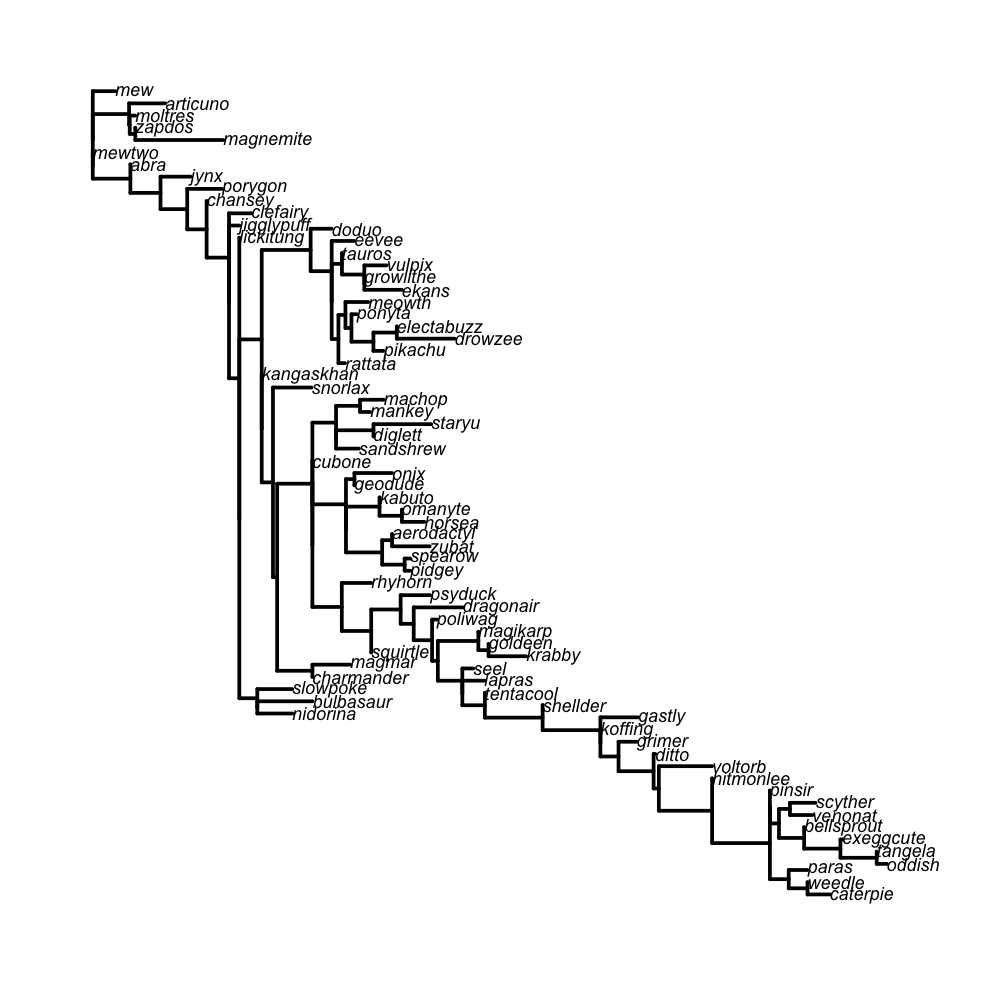 mew
articuno
moltres
zapdos
magnemite
mewtwo
abra
jynx
porygon
chansey
clefairy
jigglypuff
lickitung
doduo
eevee
tauros
vulpix
growlithe
ekans
meowth
ponyta
electabuzz
drowzee
pikachu
rattata
kangaskhan
snorlax
machop
mankey
staryu
diglett
sandshrew
cubone
onix
geodude
kabuto
omanyte
horsea
aerodactyl
zubat
spearow
pidgey
rhyhorn
psyduck
dragonair
poliwag
magikarp
goldeen
krabby
squirtle
magmar
seel
charmander
lapras
slowpoke
tentacool
bulbasaur
shellder
nidorina
gastly
koffing
grimer
ditto
voltorb
hitmonlee
pinsir
scyther
venonat
bellsprout
exeggcute
tangela
oddish
paras
weedle
caterpie